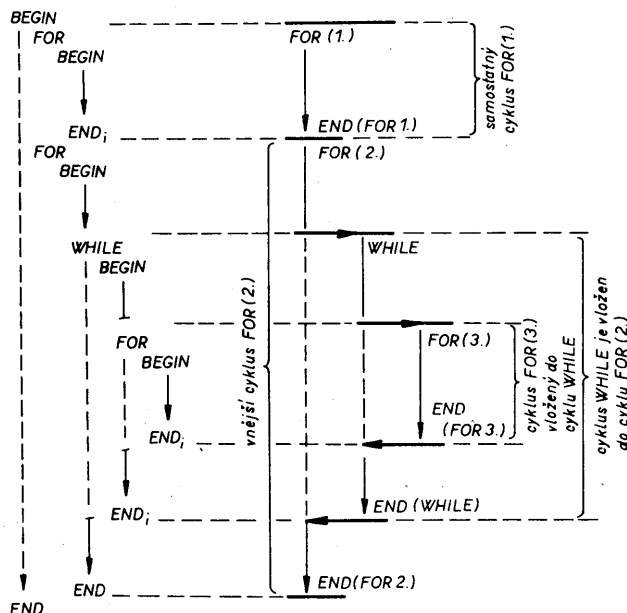 BEGIN
FOR
BEGIN
END;
FOR
BEGIN
WHILE
BEGIN
FOR
BEGIN
END;
END;
END
END
FOR (1.)
END (FOR 1.)
FOR (2.)
WHILE
FOR (3.)
END
(FOR 3.)
END (WHILE)
END (FOR 2.)
samostatný
cyklus FOR (1.)
vnější cyklus FOR (2.)
cyklus FOR (3.)
vložený do
cyklu WHILE
cyklus WHILE je vložen
do cyklu FOR (2.)